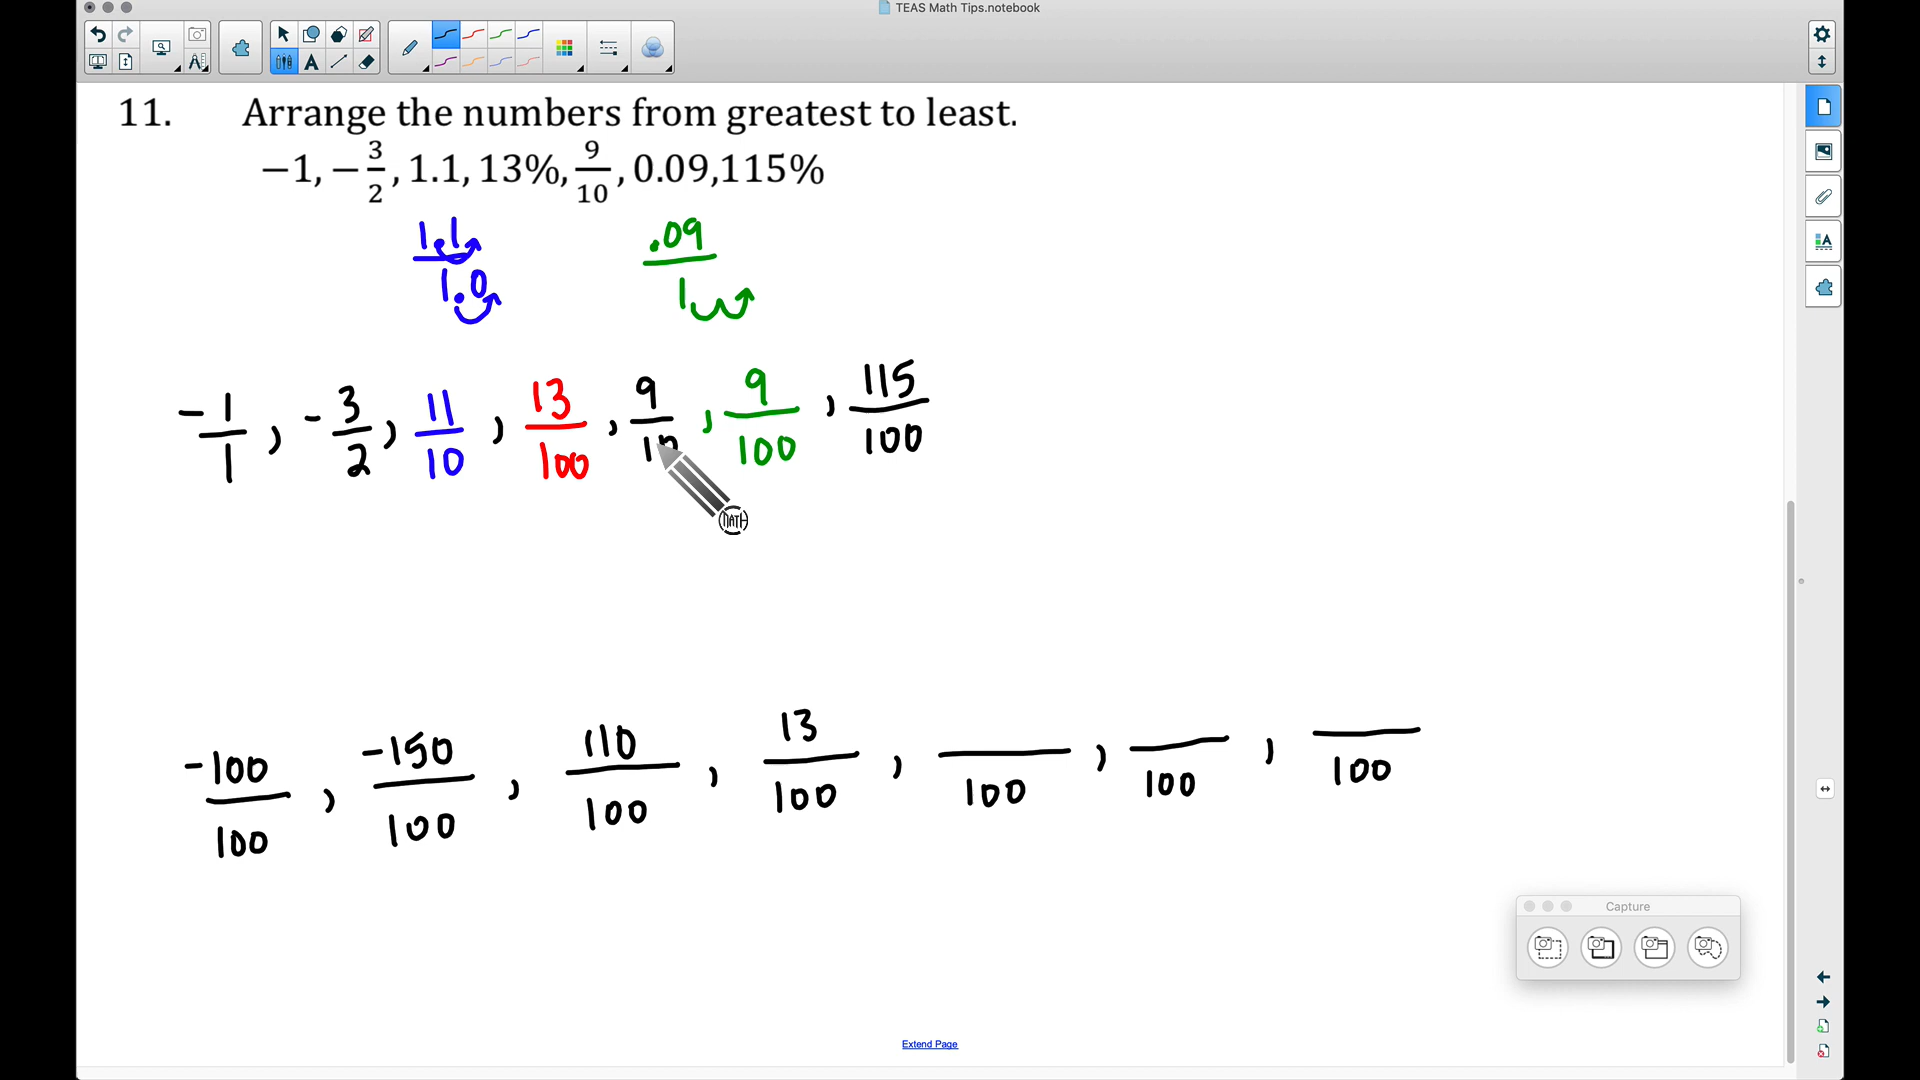 TEAS Math Tips.notebook
11. Arrange the numbers from greatest to least.
−1, −3/2, 1.1, 13%, 9/10, 0.09,115%
1.1/1.0 .09/1
-1/1, -3/2, 11/10, 13/100, 9/10, 9/100, 115/100
-100/100, -150/100, 110/100, 13/100, /100, /100, /100
MATH
Capture
Extend Page